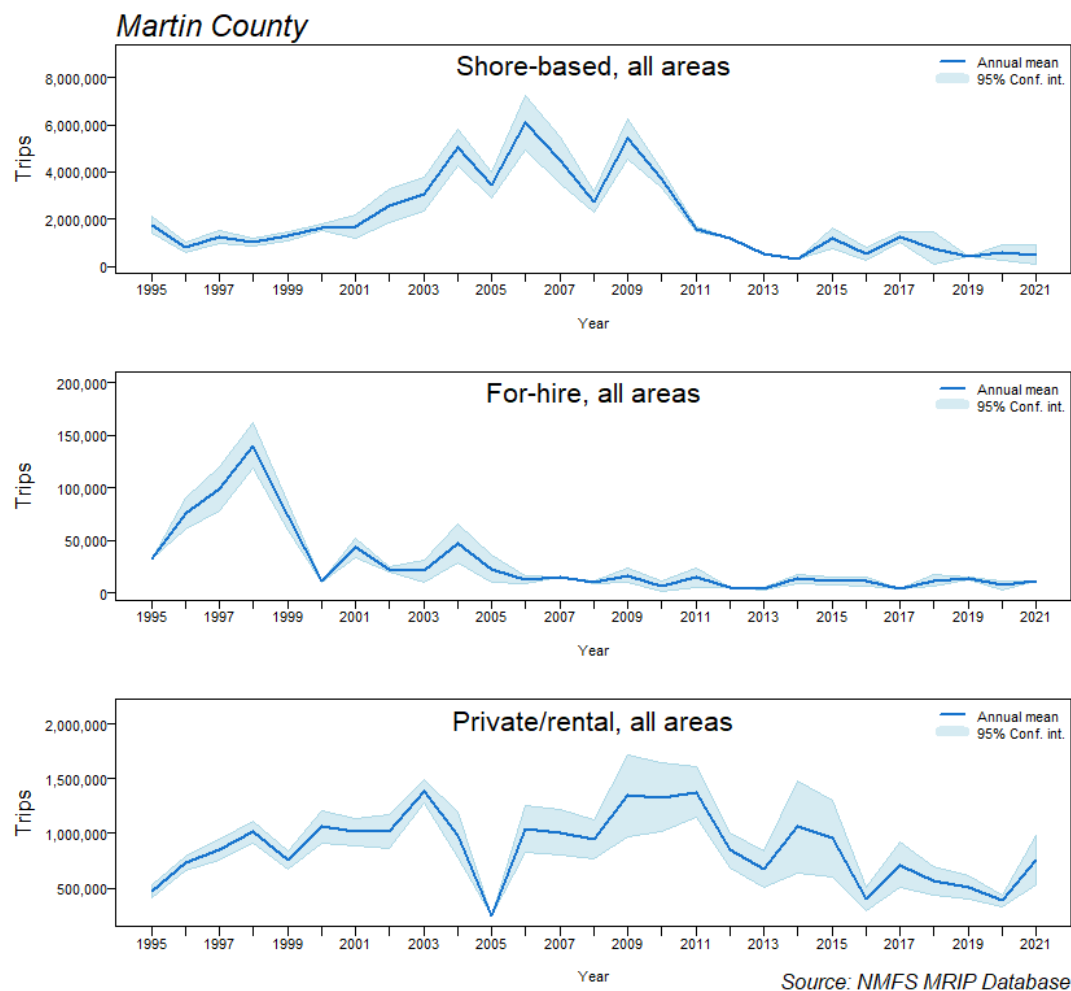 Martin County
Shore-based, all areas
Annual mean
95% Conf. int.
Trips
8,000,000
6,000,000
4,000,000
2,000,000
0
1995 1997 1999 2001 2003 2005 2007 2009 2011 2013 2015 2017 2019 2021
Year
For-hire, all areas
Annual mean
95% Conf. int.
Trips
200,000
150,000
100,000
50,000
0
1995 1997 1999 2001 2003 2005 2007 2009 2011 2013 2015 2017 2019 2021
Year
Private/rental, all areas
Annual mean
95% Conf. int.
Trips
2,000,000
1,500,000
1,000,000
500,000
1995 1997 1999 2001 2003 2005 2007 2009 2011 2013 2015 2017 2019 2021
Year
Source: NMFS MRIP Database